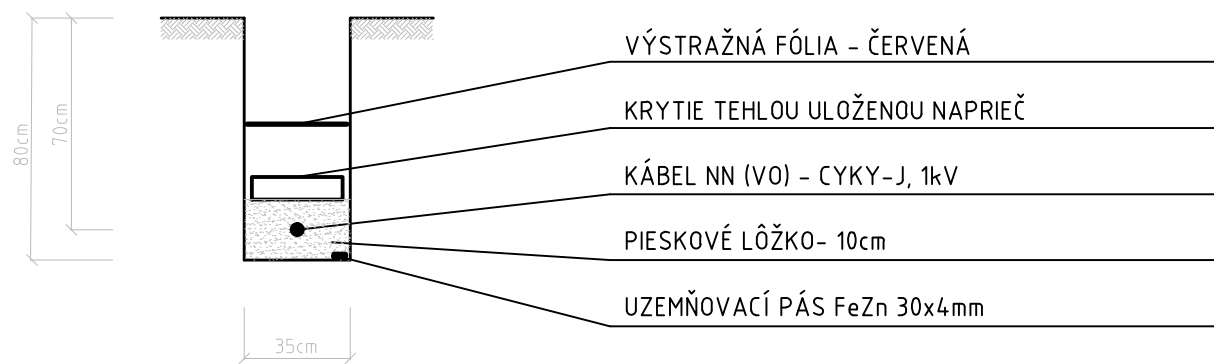 VÝSTRAŽNÁ FÓLIA - ČERVENÁ
KRYTIE TEHLOU ULOŽENOU NAPRIEČ
KÁBEL NN (VO) - CYKY-J, 1kV
PIESKOVÉ LÔŽKO- 10cm
UZEMŇOVACÍ PÁS FeZn 30x4mm
80cm
70cm
35cm